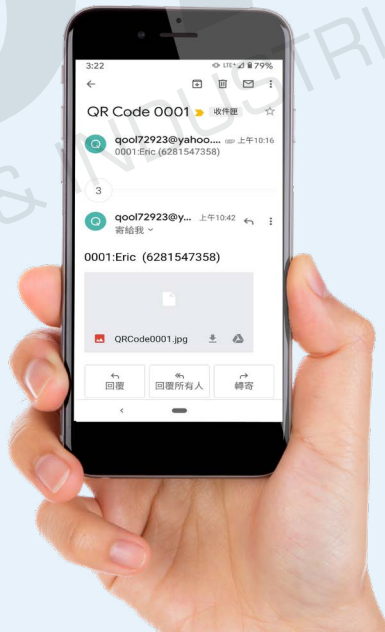 & INDUSTRI
3:22 LTE+ 79%
QR Code 0001 收件匣
Q qool72923@yahoo.... 上午10:16
0001:Eric (6281547358)
3
Q qool72923@y... 上午10:42
寄給我
0001:Eric (6281547358)
QRCode0001.jpg
回覆 回覆所有人 轉寄